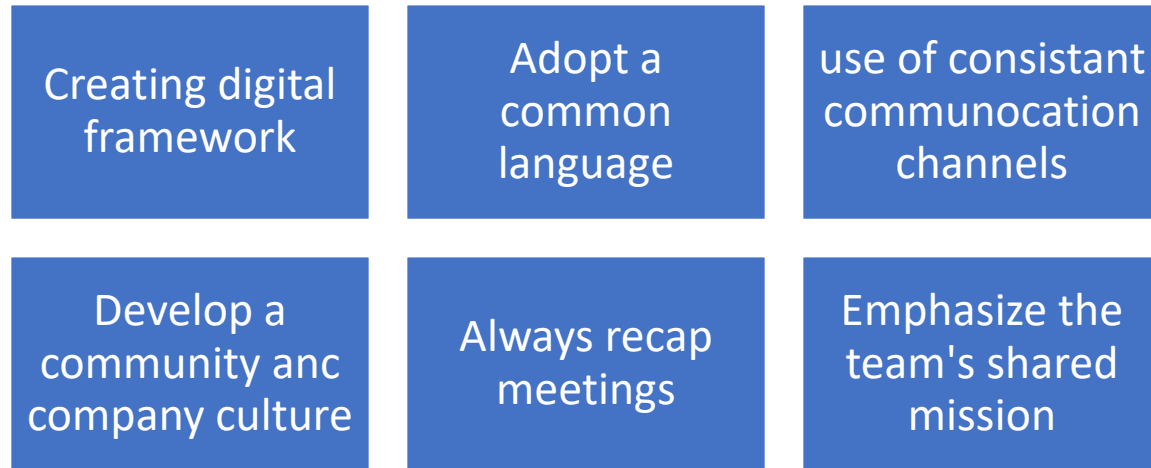 Creating digital
framework
Adopt a
common
language
use of consistant
communocation
channels
Develop a
community anc
company culture
Always recap
meetings
Emphasize the
team's shared
mission